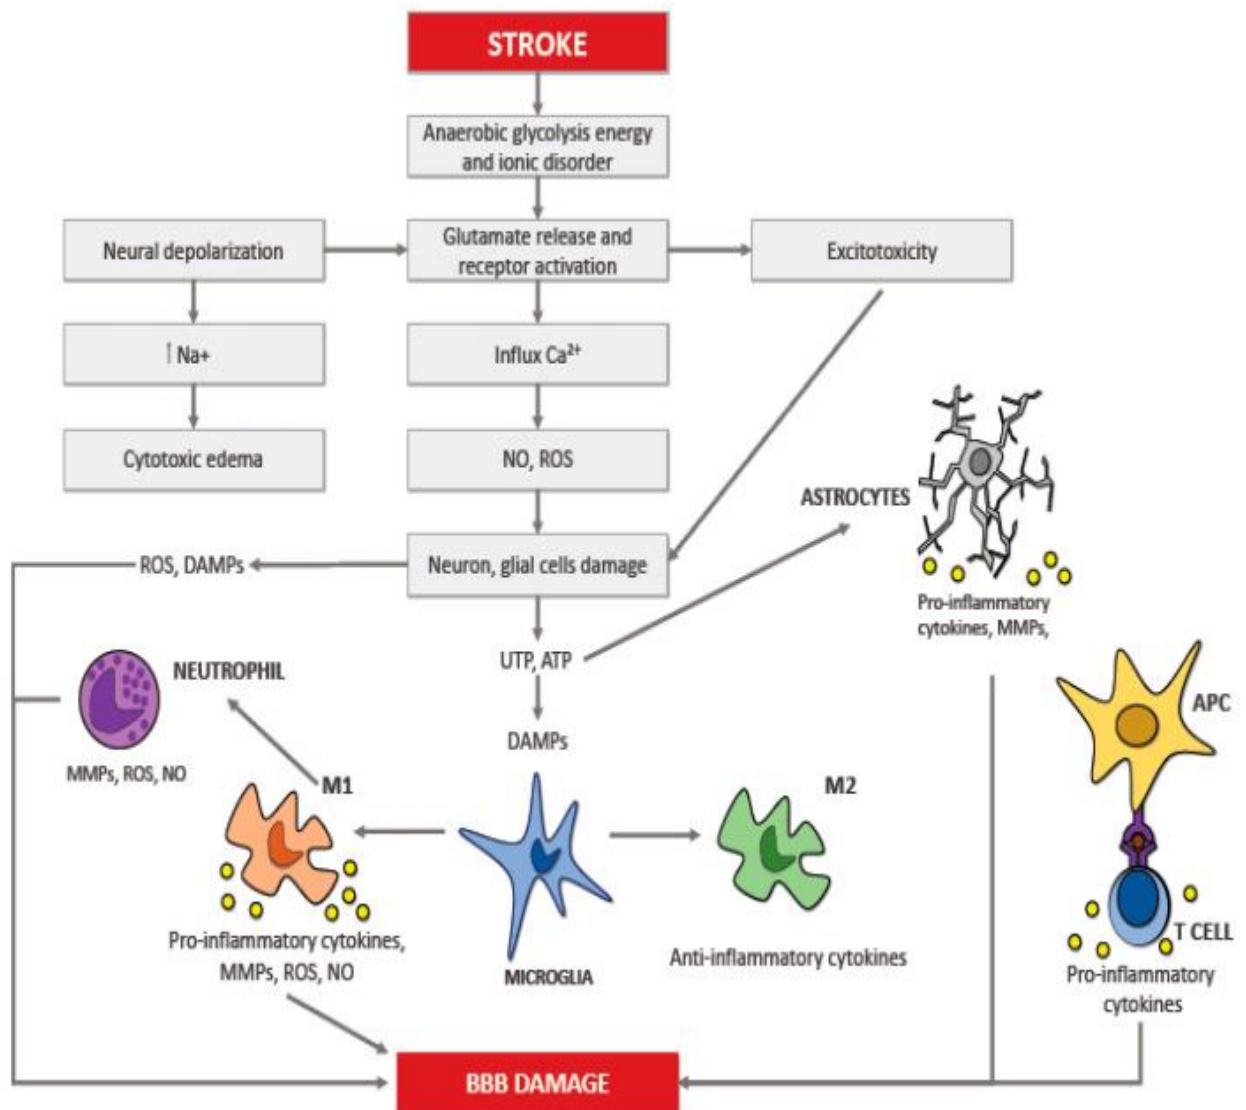 STROKE
Anaerobic glycolysis energy
and ionic disorder
Neural depolarization
Glutamate release and
receptor activation
Excitotoxicity
↑Na+
Influx Ca²⁺
Cytotoxic edema
NO, ROS
ASTROCYTES
ROS, DAMPs
Neuron, glial cells damage
Pro-inflammatory
cytokines, MMPs,
UTP, ATP
NEUTROPHIL
APC
DAMPs
MMPs, ROS, NO
M1
M2
T CELL
Pro-inflammatory cytokines,
MMPs, ROS, NO
MICROGLIA
Anti-inflammatory cytokines
Pro-inflammatory
cytokines
BBB DAMAGE